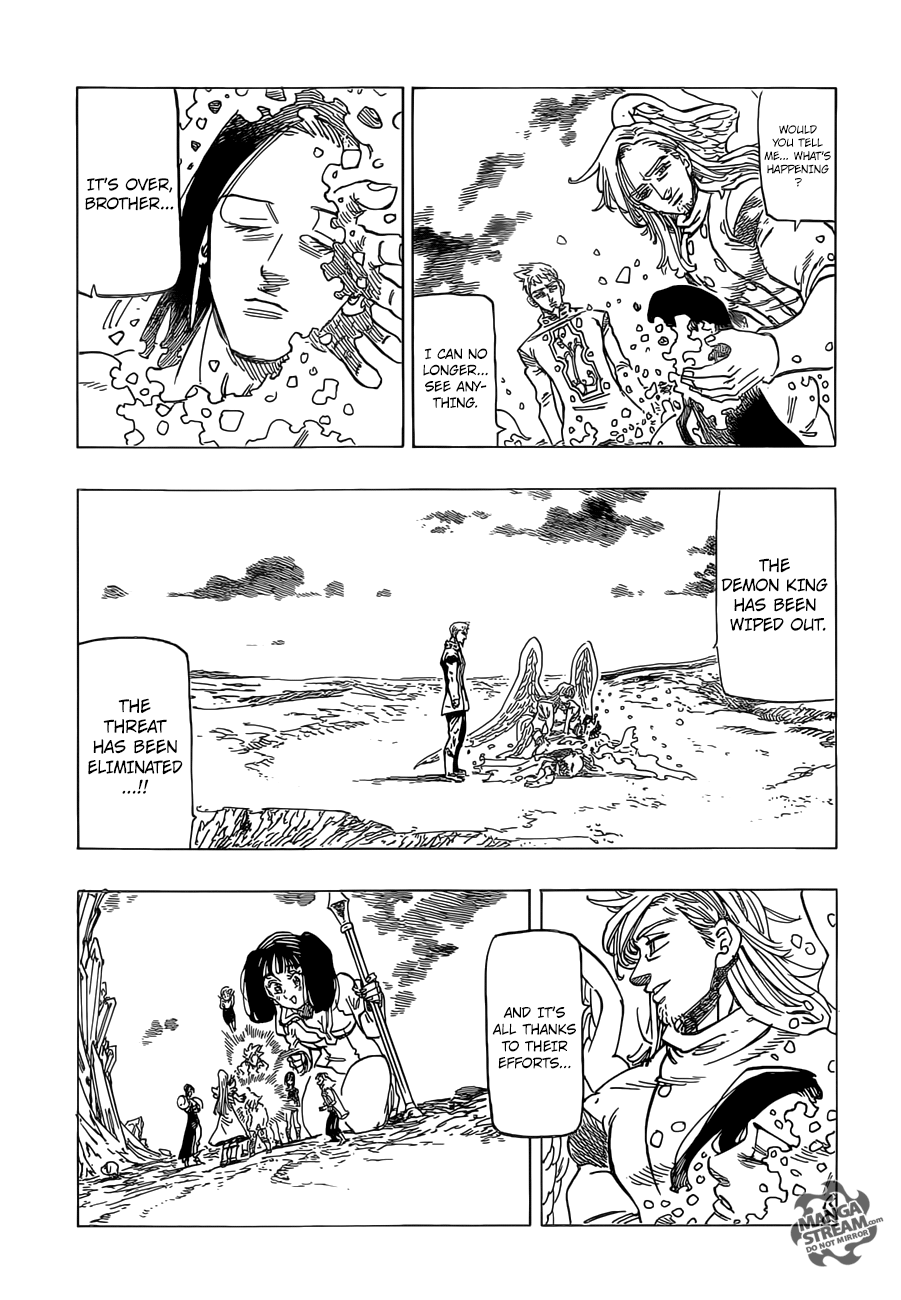 WOULD
YOU TELL
ME... WHAT'S
HAPPENING
?
I CAN NO
LONGER...
SEE ANY-
THING.
IT'S OVER,
BROTHER...
THE
DEMON KING
HAS BEEN
WIPED OUT.
THE
THREAT
HAS BEEN
ELIMINATED
...!!
AND IT'S
ALL THANKS
TO THEIR
EFFORTS...
MANGA
STREAM.com
DO NOT MIRROR